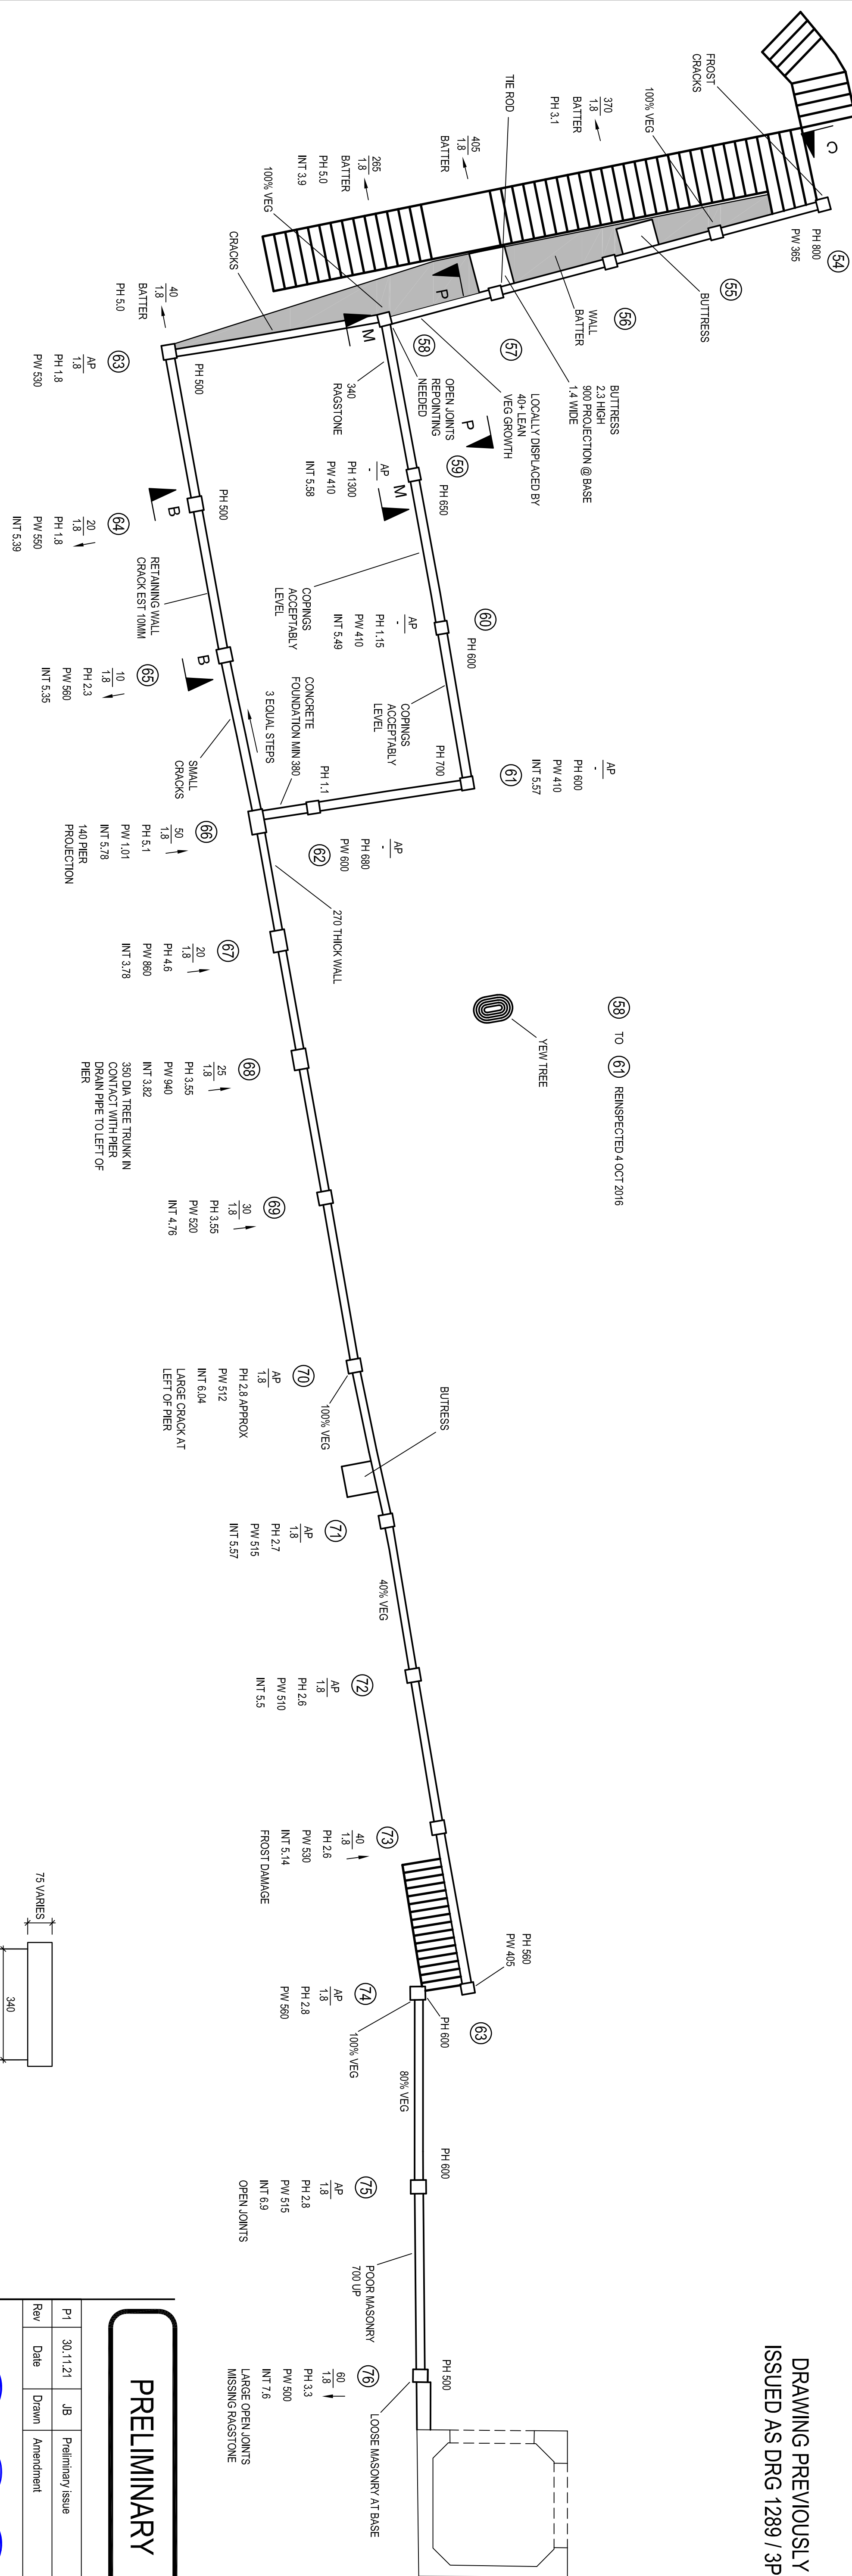 DRAWING PREVIOUSLY
ISSUED AS DRG 1289 / 3P
C
FROST
CRACKS
54
PH 800
PW 365
100% VEG
370
1.8
BATTER
PH 3.1
55
BUTTRESS
TIE ROD
WALL
BATTER
56
405
1.8
BATTER
57
BUTTRESS
2.3 HIGH
900 PROJECTION @ BASE
1.4 WIDE
265
1.8
BATTER
PH 5.0
INT 3.9
100% VEG
P
P
LOCALLY DISPLACED BY
40+ LEAN
VEG GROWTH
58
OPEN JOINTS
REPOINTING
NEEDED
CRACKS
M
M
340
RAGSTONE
59
PH 650
AP
-
PH 1300
PW 410
INT 5.58
COPINGS
ACCEPTABLY
LEVEL
60
PH 600
AP
-
PH 1.15
PW 410
INT 5.49
COPINGS
ACCEPTABLY
LEVEL
PH 700
61
AP
-
PH 600
PW 410
INT 5.57
PH 1.1
CONCRETE
FOUNDATION MIN 380
3 EQUAL STEPS
62
AP
-
PH 680
PW 600
40
1.8
BATTER
PH 5.0
63
AP
1.8
PH 1.8
PW 530
PH 500
PH 500
B
B
64
20
1.8
PH 1.8
PW 550
INT 5.39
RETAINING WALL
CRACK EST 10MM
65
10
1.8
PH 2.3
PW 560
INT 5.35
SMALL
CRACKS
66
50
1.8
PH 5.1
PW 1.01
INT 5.78
140 PIER
PROJECTION
270 THICK WALL
67
20
1.8
PH 4.6
PW 860
INT 3.78
YEW TREE
58 TO 61 REINSPECTED 4 OCT 2016
68
25
1.8
PH 3.55
PW 940
INT 3.82
350 DIA TREE TRUNK IN
CONTACT WITH PIER
DRAIN PIPE TO LEFT OF
PIER
69
30
1.8
PH 3.55
PW 520
INT 4.76
70
AP
1.8
PH 2.8 APPROX
PW 512
INT 6.04
LARGE CRACK AT
LEFT OF PIER
100% VEG
BUTRESS
71
AP
1.8
PH 2.7
PW 515
INT 5.57
40% VEG
72
AP
1.8
PH 2.6
PW 510
INT 5.5
73
40
1.8
PH 2.6
PW 530
INT 5.14
FROST DAMAGE
PH 560
PW 405
63
PH 600
74
AP
1.8
PH 2.8
PW 560
100% VEG
80% VEG
PH 600
75
AP
1.8
PH 2.8
PW 515
INT 6.9
OPEN JOINTS
POOR MASONRY
700 UP
PH 500
76
60
1.8
PH 3.3
PW 500
INT 7.6
LARGE OPEN JOINTS
MISSING RAGSTONE
LOOSE MASONRY AT BASE
75 VARIES
340
PRELIMINARY
P1 30.11.21 JB Preliminary issue
Rev Date Drawn Amendment